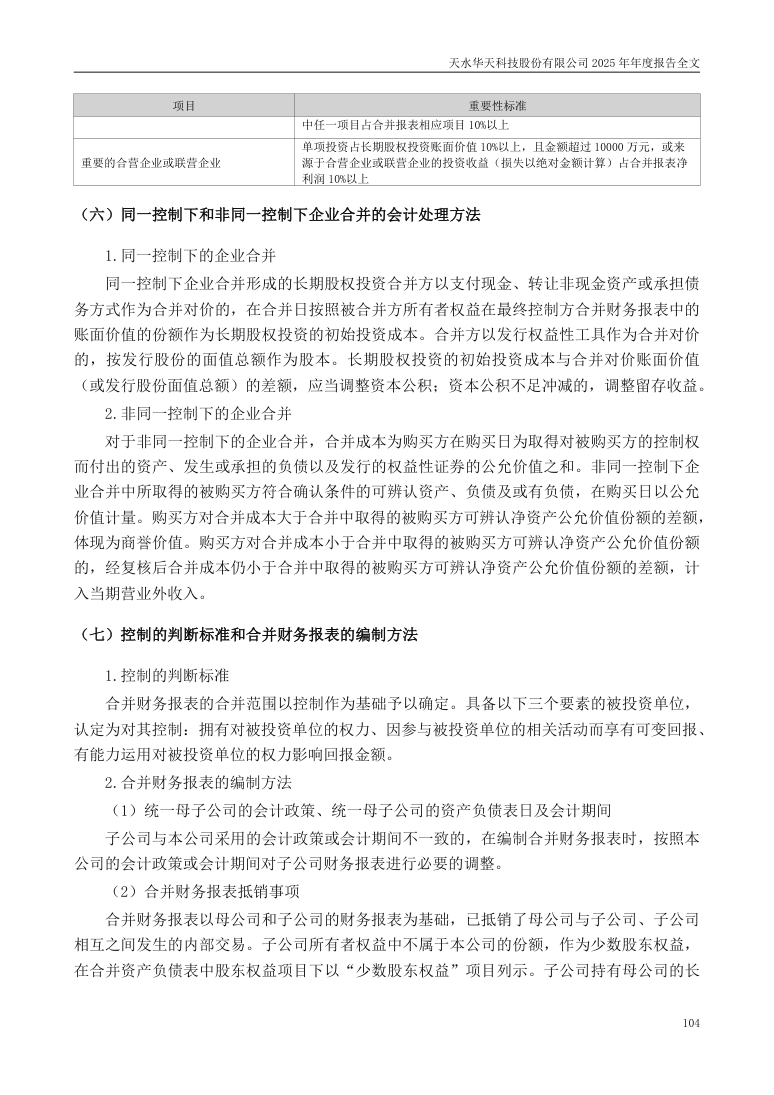 天水华天科技股份有限公司 2025 年年度报告全文
项目 重要性标准
中任一项目占合并报表相应项目 10%以上
重要的合营企业或联营企业
单项投资占长期股权投资账面价值 10%以上，且金额超过 10000 万元，或来
源于合营企业或联营企业的投资收益（损失以绝对金额计算）占合并报表净
利润 10%以上
（六）同一控制下和非同一控制下企业合并的会计处理方法
1.同一控制下的企业合并
同一控制下企业合并形成的长期股权投资合并方以支付现金、转让非现金资产或承担债
务方式作为合并对价的，在合并日按照被合并方所有者权益在最终控制方合并财务报表中的
账面价值的份额作为长期股权投资的初始投资成本。合并方以发行权益性工具作为合并对价
的，按发行股份的面值总额作为股本。长期股权投资的初始投资成本与合并对价账面价值
（或发行股份面值总额）的差额，应当调整资本公积；资本公积不足冲减的，调整留存收益。
2.非同一控制下的企业合并
对于非同一控制下的企业合并，合并成本为购买方在购买日为取得对被购买方的控制权
而付出的资产、发生或承担的负债以及发行的权益性证券的公允价值之和。非同一控制下企
业合并中所取得的被购买方符合确认条件的可辨认资产、负债及或有负债，在购买日以公允
价值计量。购买方对合并成本大于合并中取得的被购买方可辨认净资产公允价值份额的差额，
体现为商誉价值。购买方对合并成本小于合并中取得的被购买方可辨认净资产公允价值份额
的，经复核后合并成本仍小于合并中取得的被购买方可辨认净资产公允价值份额的差额，计
入当期营业外收入。
（七）控制的判断标准和合并财务报表的编制方法
1.控制的判断标准
合并财务报表的合并范围以控制作为基础予以确定。具备以下三个要素的被投资单位，
认定为对其控制：拥有对被投资单位的权力、因参与被投资单位的相关活动而享有可变回报、
有能力运用对被投资单位的权力影响回报金额。
2.合并财务报表的编制方法
（1）统一母子公司的会计政策、统一母子公司的资产负债表日及会计期间
子公司与本公司采用的会计政策或会计期间不一致的，在编制合并财务报表时，按照本
公司的会计政策或会计期间对子公司财务报表进行必要的调整。
（2）合并财务报表抵销事项
合并财务报表以母公司和子公司的财务报表为基础，已抵销了母公司与子公司、子公司
相互之间发生的内部交易。子公司所有者权益中不属于本公司的份额，作为少数股东权益，
在合并资产负债表中股东权益项目下以“少数股东权益”项目列示。子公司持有母公司的长
104